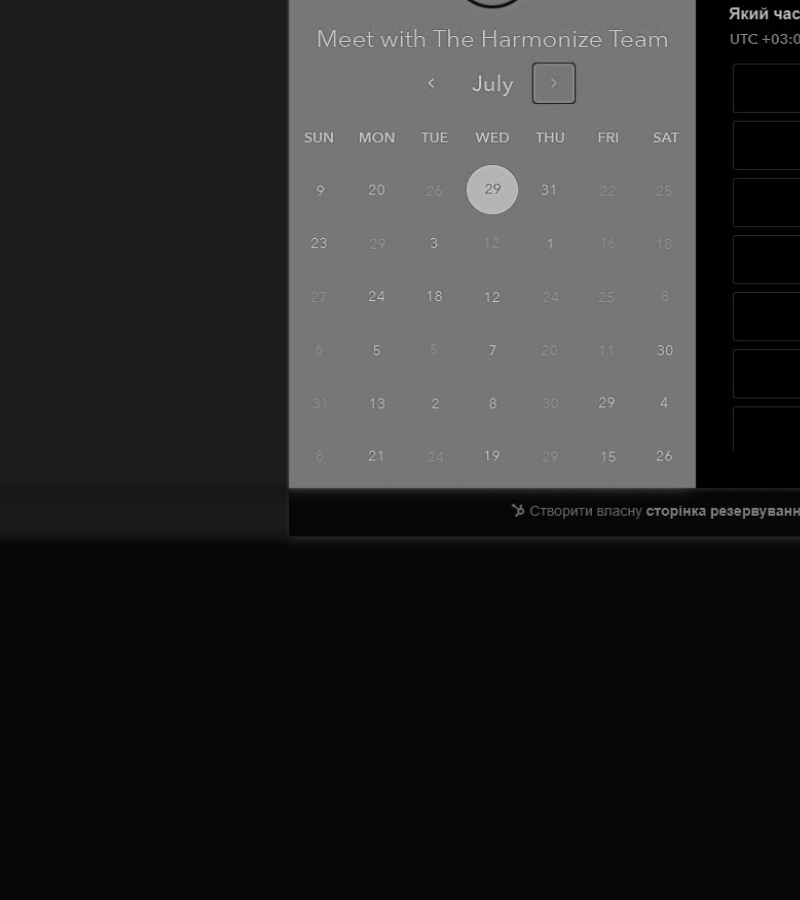 Який час
UTC +03:0
Meet with The Harmonize Team
July
SUN MON TUE WED THU FRI SAT
9 20 26 29 31 22 25
23 29 3 12 1 16 18
27 24 18 12 24 25 8
6 5 5 7 20 11 30
31 13 2 8 30 29 4
8 21 24 19 29 15 26
Створити власну сторінка резервуванн